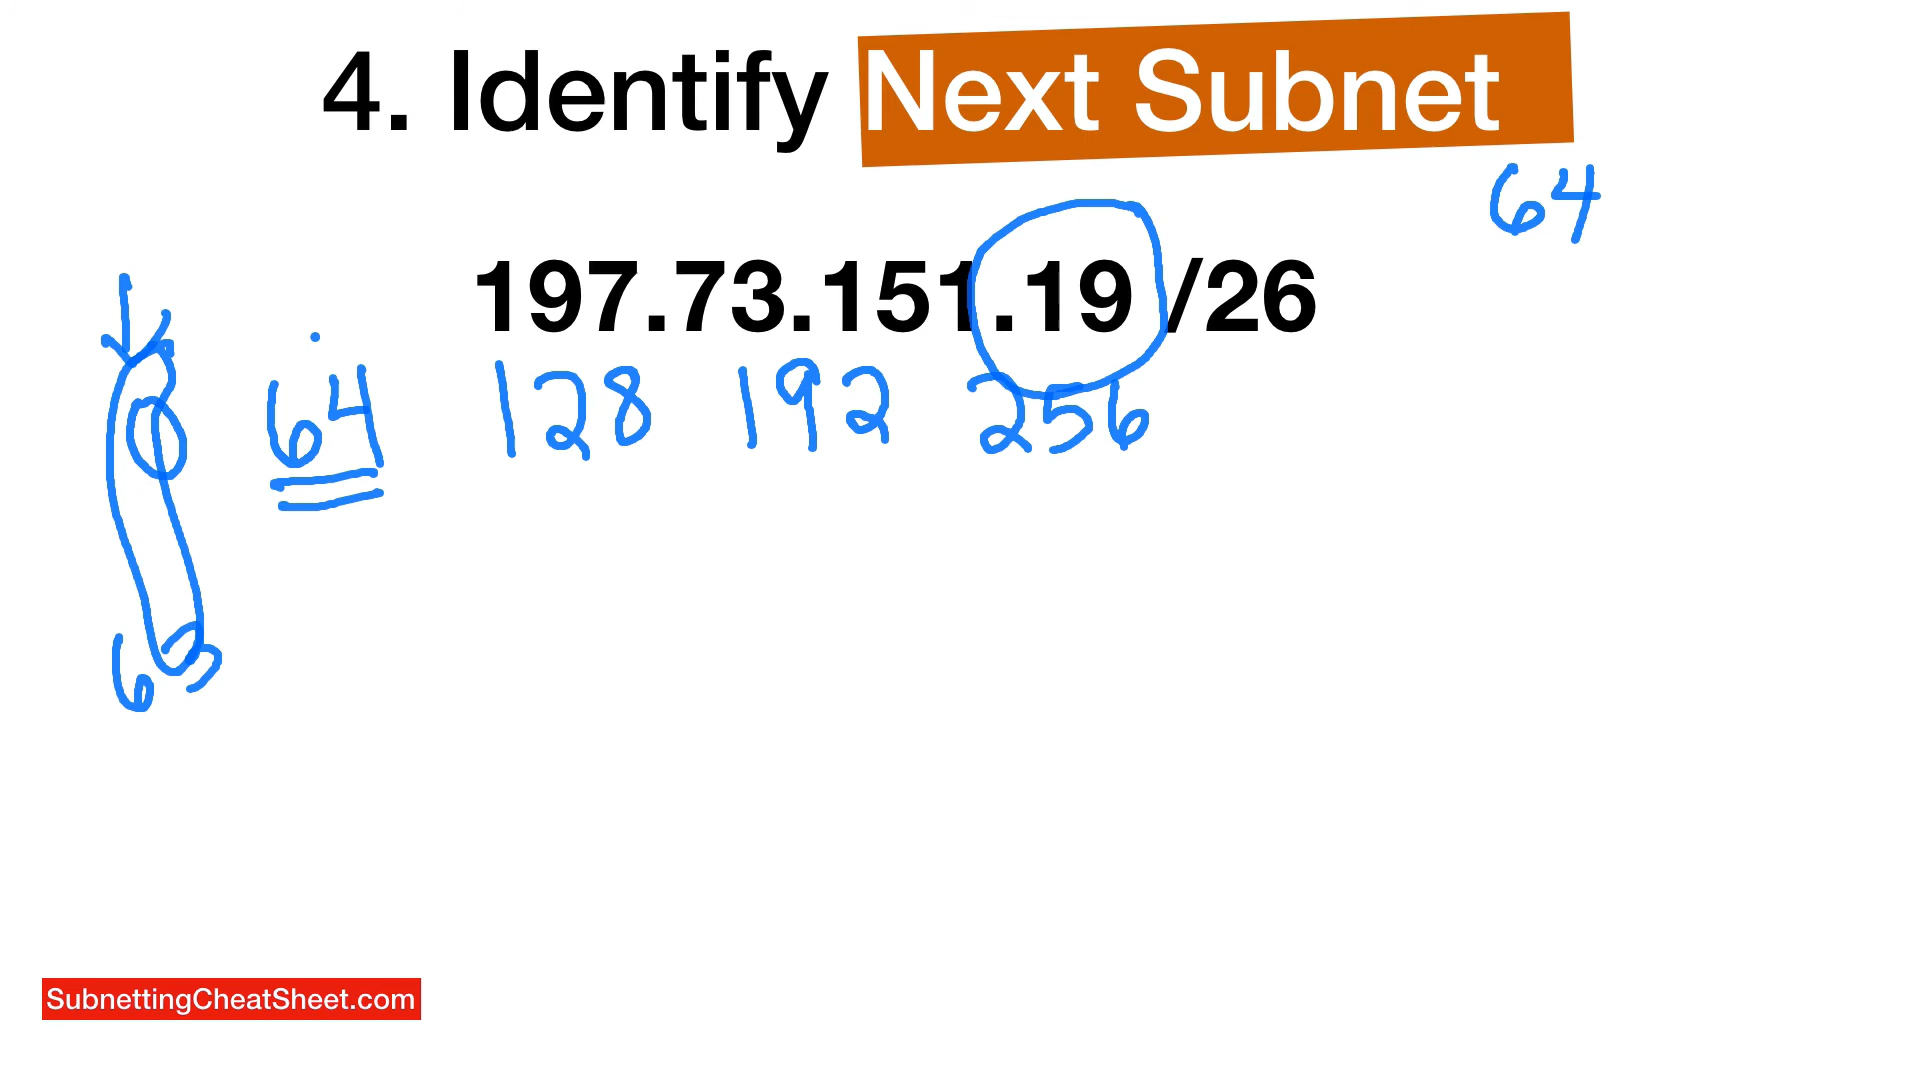 4. Identify Next Subnet
64
197.73.151.19 /26
0 64 128 192 256
63
SubnettingCheatSheet.com